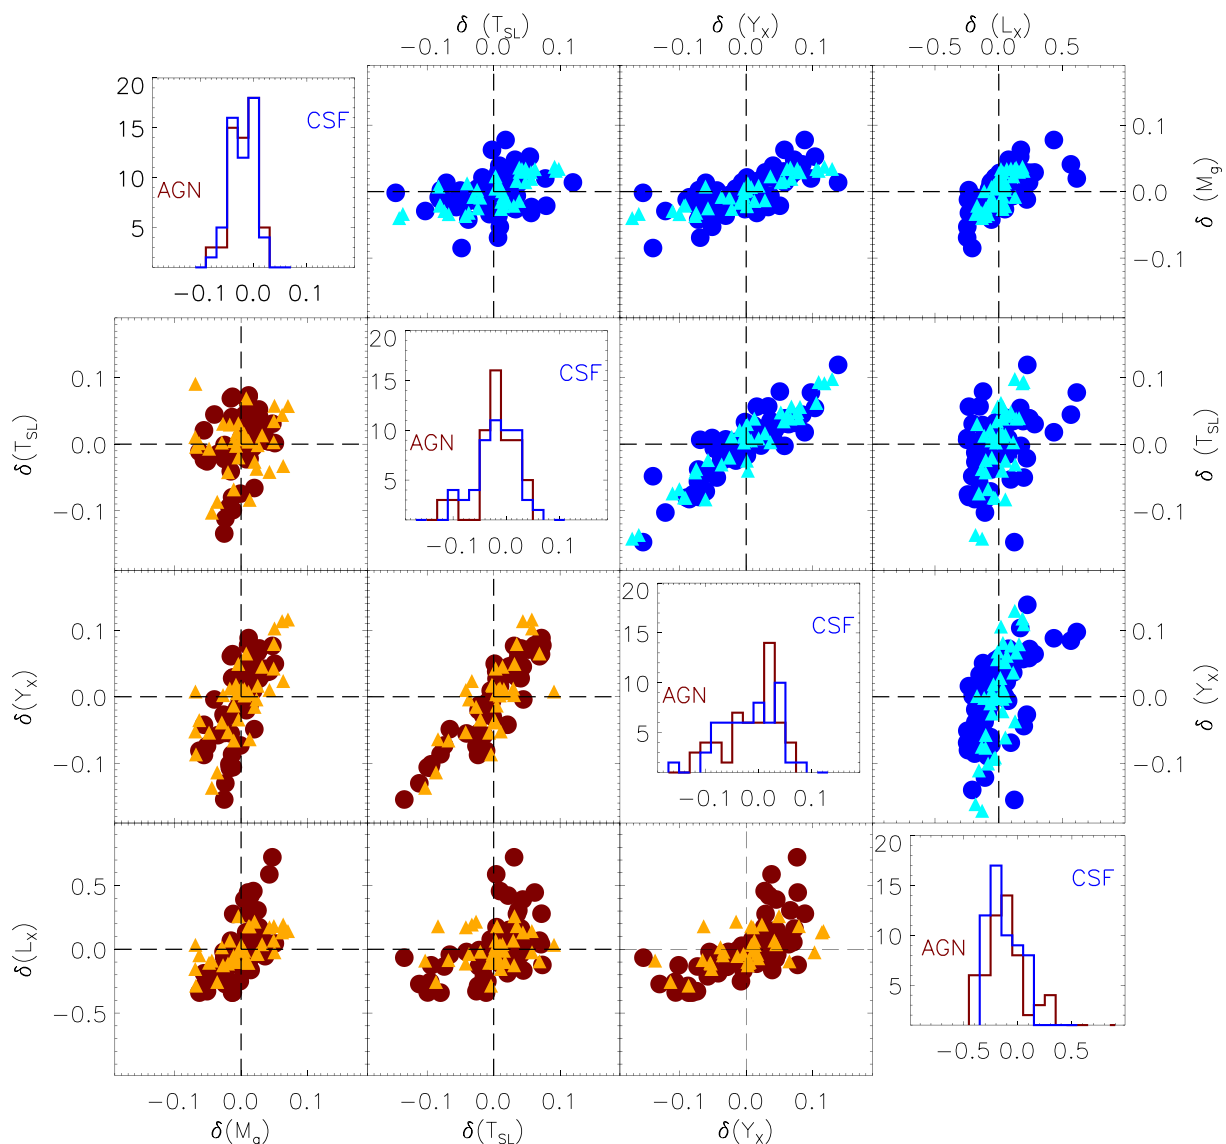 δ (T_SL) δ (Y_X) δ (L_X)
−0.1 0.0 0.1 −0.1 0.0 0.1 −0.5 0.0 0.5
20
15
10
5
CSF
AGN
−0.1 0.0 0.1
0.1
0.0
−0.1
δ (M_g)
0.1
0.0
−0.1
δ(T_SL)
20
15
10
5
CSF
AGN
−0.1 0.0 0.1
0.1
0.0
−0.1
δ (T_SL)
0.1
0.0
−0.1
δ(Y_X)
20
15
10
5
CSF
AGN
−0.1 0.0 0.1
0.1
0.0
−0.1
δ (Y_X)
0.5
0.0
−0.5
δ(L_X)
20
15
10
5
CSF
AGN
−0.5 0.0 0.5
−0.1 0.0 0.1 −0.1 0.0 0.1 −0.1 0.0 0.1
δ(M_g) δ(T_SL) δ(Y_X)